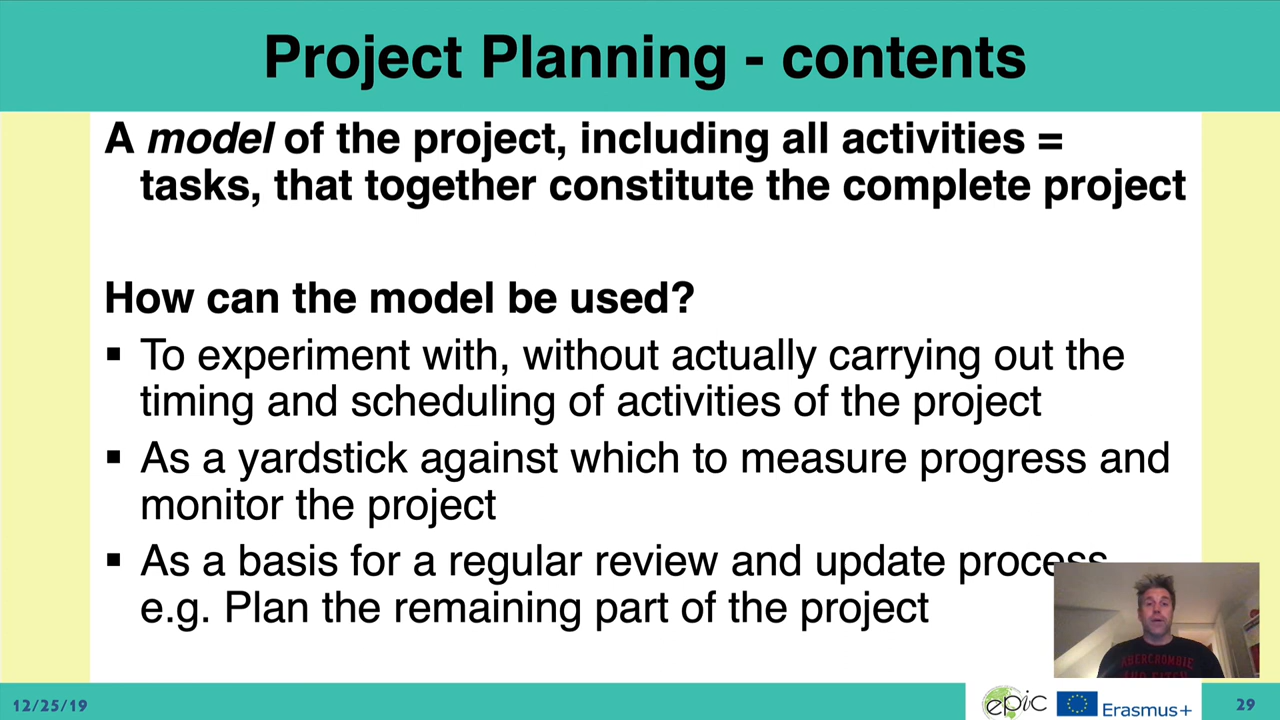 Project Planning - contents
A model of the project, including all activities =
tasks, that together constitute the complete project
How can the model be used?
▪ To experiment with, without actually carrying out the
timing and scheduling of activities of the project
▪ As a yardstick against which to measure progress and
monitor the project
▪ As a basis for a regular review and update process
e.g. Plan the remaining part of the project
ABERCROMBIE
12/25/19
epic
Erasmus+
29